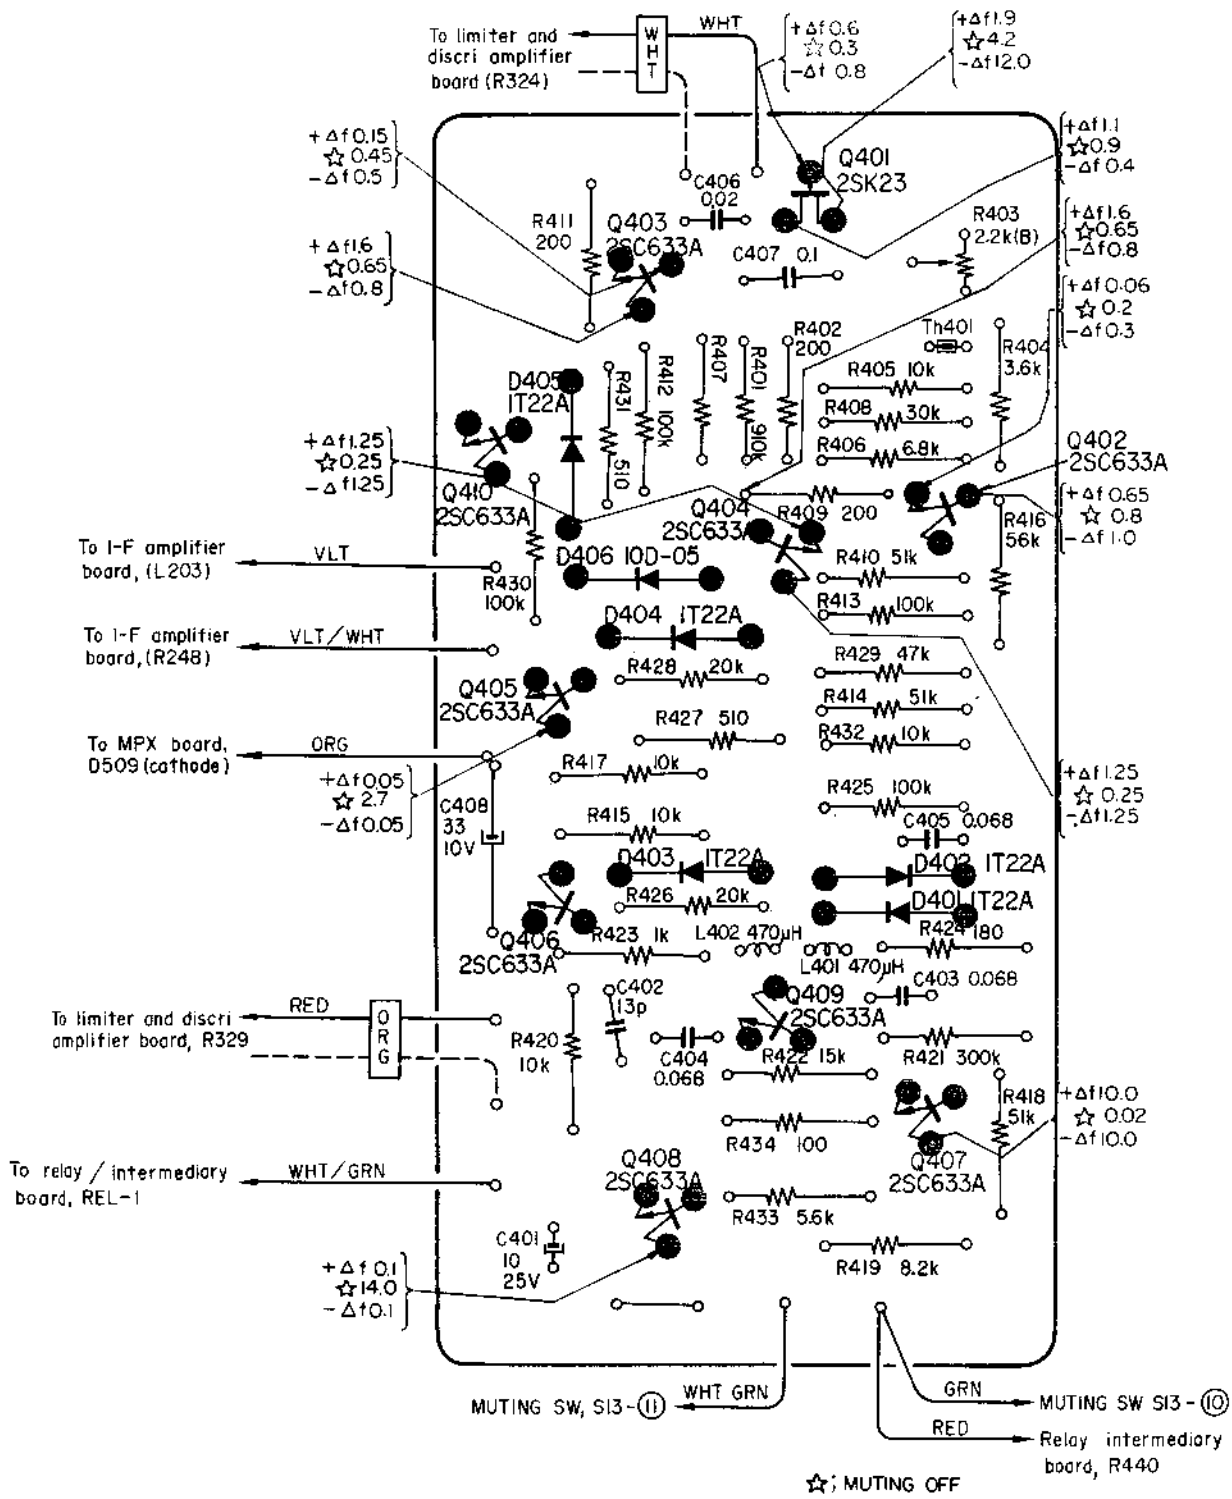 To limiter and
discri amplifier
board (R324)
WHT
WHT
+Δf 0.6
☆ 0.3
-Δf 0.8
+Δf1.9
☆ 4.2
-Δf12.0
+Δf 0.15
☆ 0.45
-Δf 0.5
+Δf1.1
☆0.9
-Δf 0.4
Q401
2SK23
C406
0.02
R411
200
Q403
2SC633A
R403
2.2k(B)
+Δf1.6
☆0.65
-Δf0.8
+Δf1.6
☆0.65
-Δf0.8
C407 0.1
+Δf 0.06
☆ 0.2
-Δf 0.3
Th401
R402
200
R404
3.6k
R407
R401
910k
R412
100k
R431
510
D405
1T22A
R405 10k
R408 30k
R406 6.8k
Q402
2SC633A
+Δf1.25
☆0.25
-Δf1.25
Q410
2SC633A
Q404
2SC633A
R409 200
+Δf 0.65
☆ 0.8
-Δf 1.0
R416
56k
To I-F amplifier
board, (L203)
VLT
R430
100k
D406 10D-05
R410 51k
R413 100k
D404 1T22A
To I-F amplifier
board, (R248)
VLT/WHT
R428 20k
R429 47k
Q405
2SC633A
R414 51k
R427 510
R432 10k
To MPX board,
D509 (cathode)
ORG
R417 10k
+Δf 0.05
☆ 2.7
-Δf 0.05
C408
33
10V
R425 100k
+Δf1.25
☆ 0.25
-Δf1.25
R415 10k
C405 0.068
D403 1T22A
D402 1T22A
R426 20k
D401 1T22A
Q406
2SC633A
R423 1k
L402 470μH
R424 180
L401 470μH
C402
13p
Q409
2SC633A
C403 0.068
To limiter and discri
amplifier board, R329
RED
ORG
R420
10k
C404
0.068
R422 15k
R421 300k
R418
51k
+Δf10.0
☆ 0.02
-Δf10.0
R434 100
Q407
2SC633A
To relay / intermediary
board, REL-1
WHT/GRN
Q408
2SC633A
R433 5.6k
C401
10
25V
R419 8.2k
+Δf 0.1
☆14.0
-Δf 0.1
MUTING SW, S13-⑪
WHT GRN
GRN
MUTING SW S13-⑩
RED
Relay intermediary
board, R440
☆; MUTING OFF